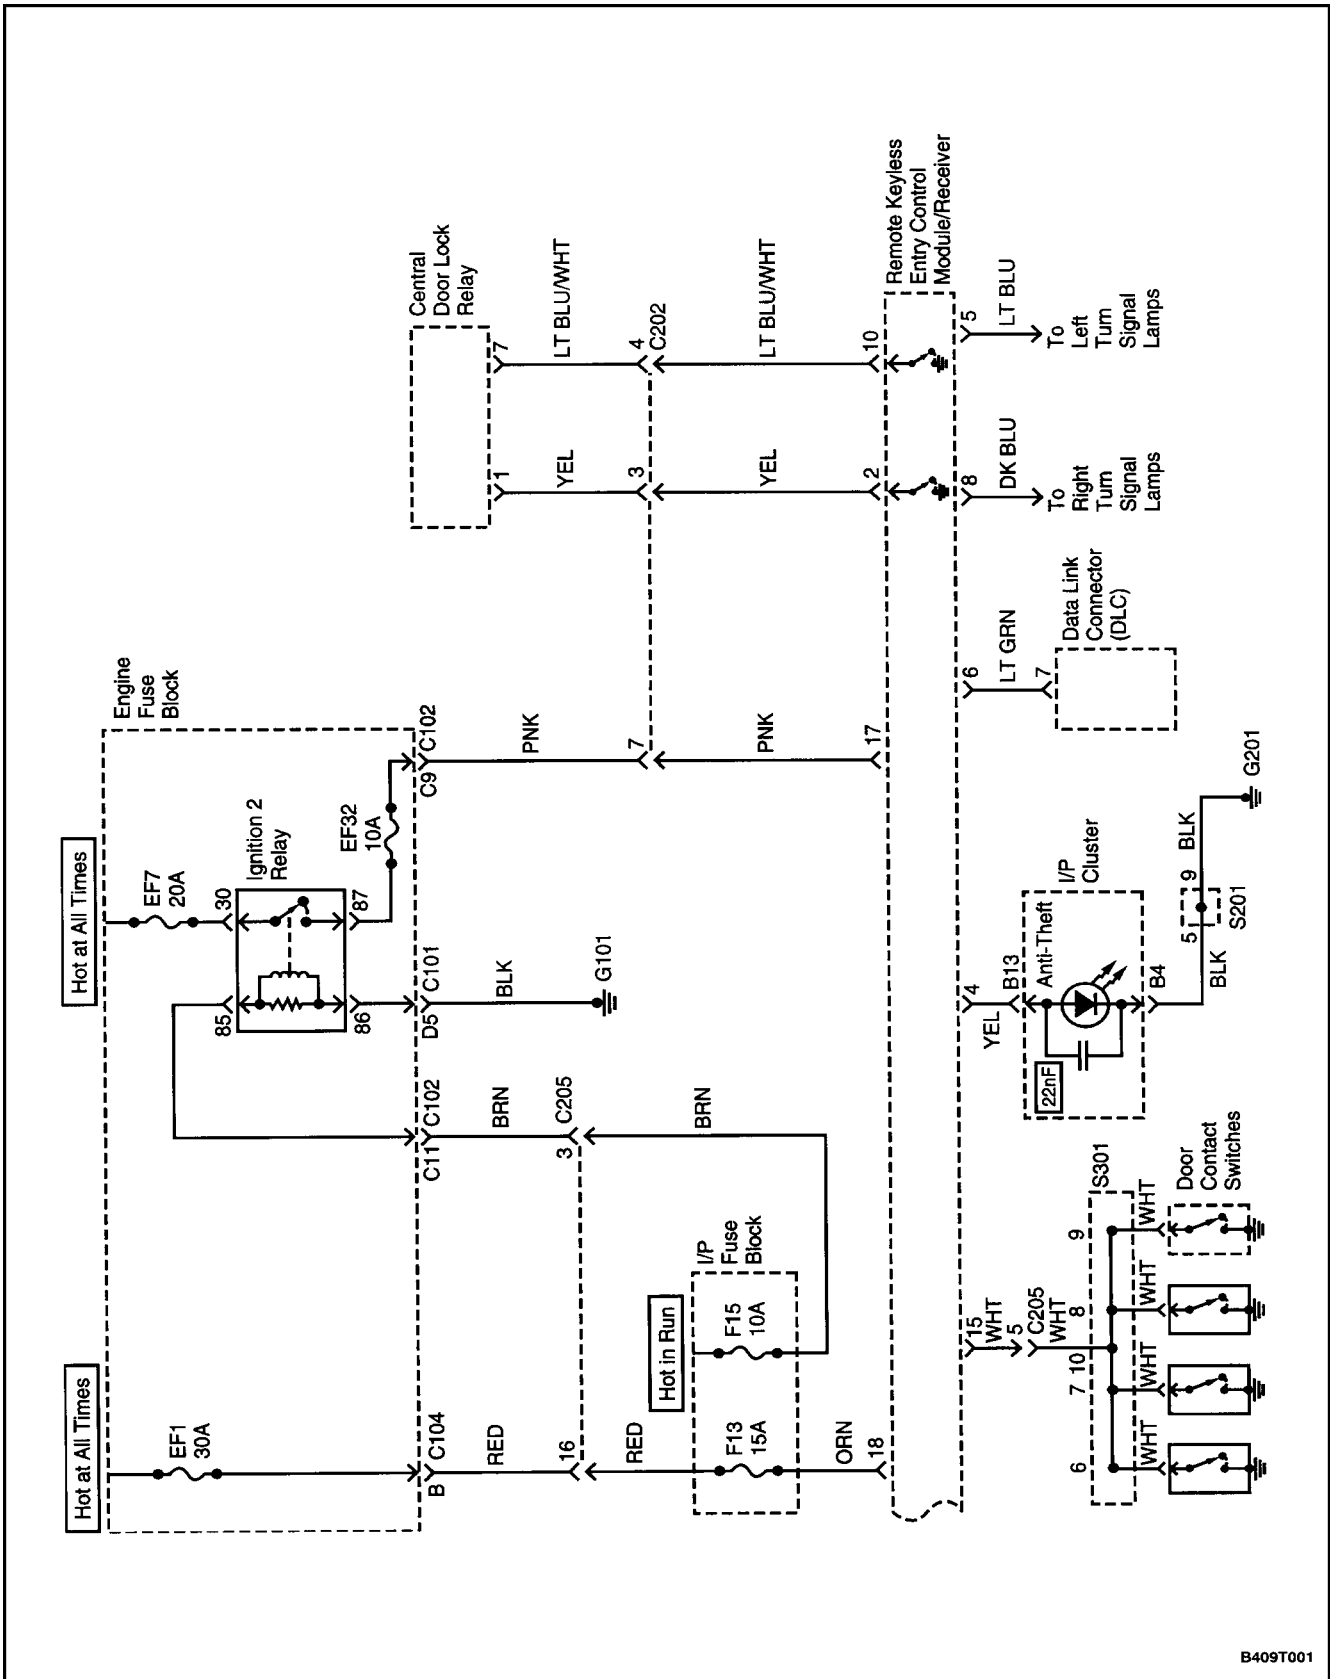 Hot at All Times
EF1
30A
Hot at All Times
EF7
20A
Engine
Fuse
Block
Ignition 2
Relay
85
30
86
87
EF32
10A
B
C104
C11
C102
D5
C101
C9
C102
RED
BRN
BLK
G101
PNK
Central
Door Lock
Relay
1
7
YEL
LT BLU/WHT
16
3
C205
7
3
4
C202
RED
BRN
PNK
YEL
LT BLU/WHT
Hot in Run
F13
15A
F15
10A
I/P
Fuse
Block
ORN
18
17
2
10
Remote Keyless
Entry Control
Module/Receiver
15
WHT
5
C205
WHT
4
YEL
B13
6
LT GRN
7
8
DK BLU
5
LT BLU
To
Right
Turn
Signal
Lamps
To
Left
Turn
Signal
Lamps
Data Link
Connector
(DLC)
22nF
Anti-Theft
I/P
Cluster
B4
BLK
5
9
S201
BLK
G201
6
7
10
8
9
S301
WHT
WHT
WHT
WHT
Door
Contact
Switches
B409T001